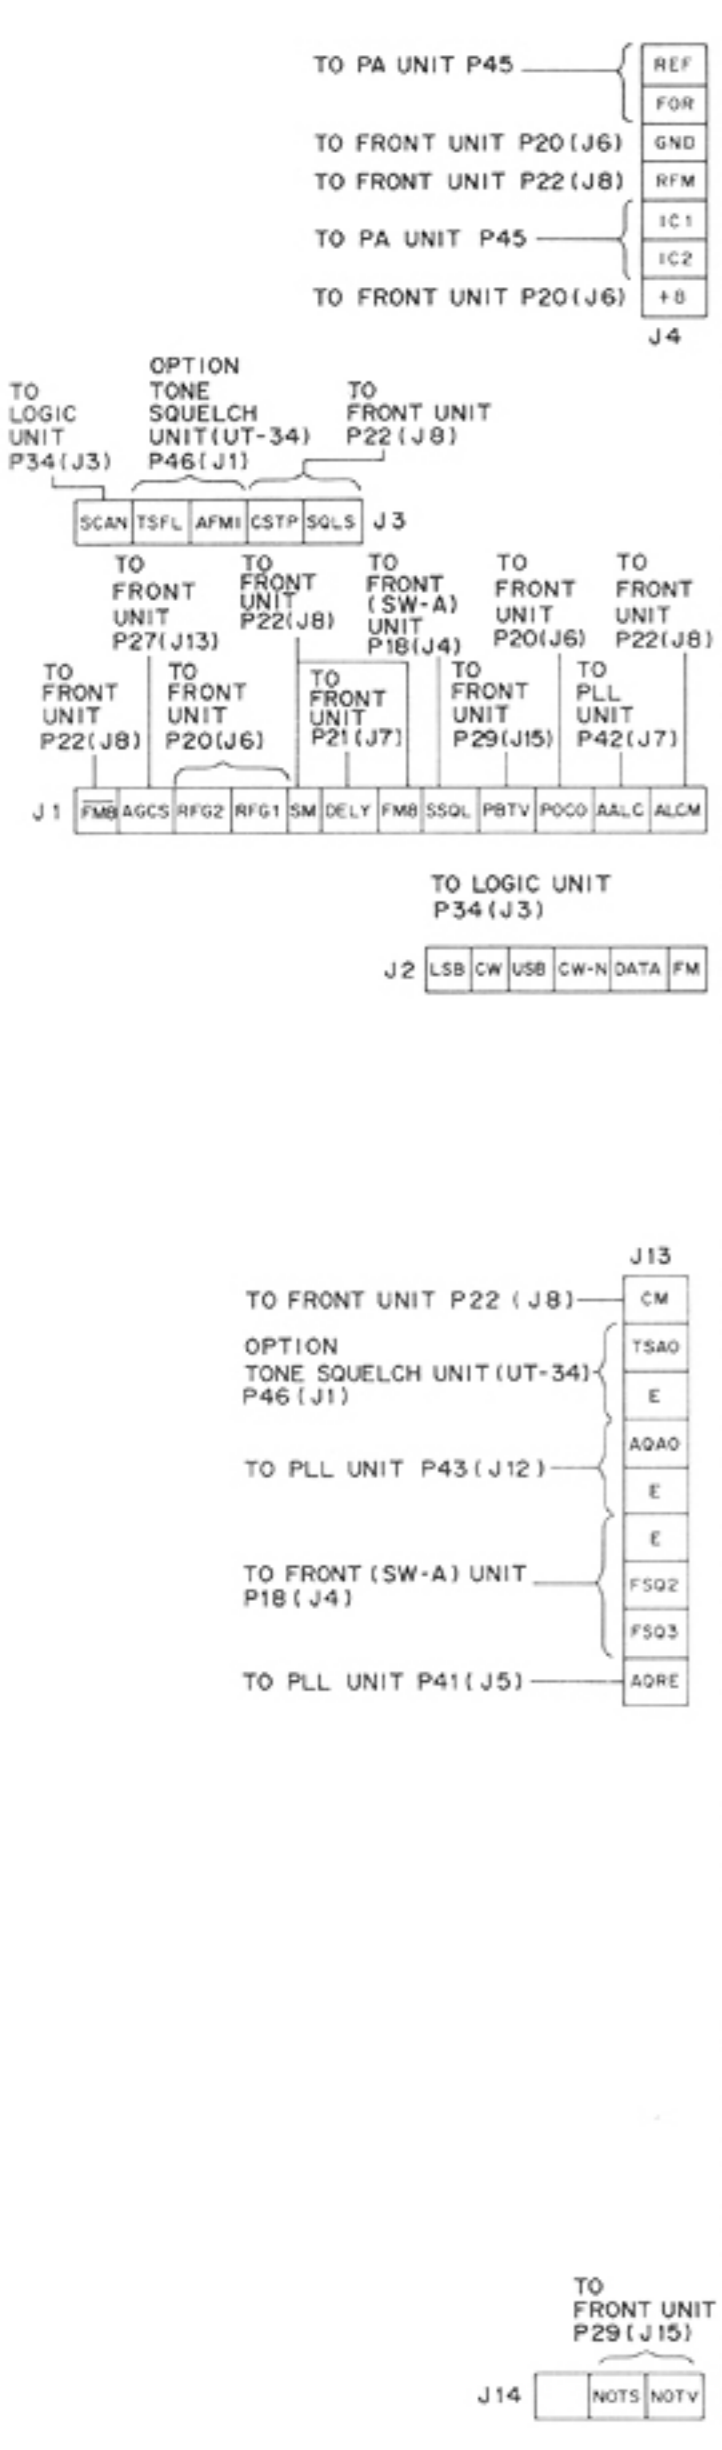 TO PA UNIT P45
REF
FOR
TO FRONT UNIT P20(J6)
GND
TO FRONT UNIT P22(J8)
RFM
TO PA UNIT P45
IC1
IC2
TO FRONT UNIT P20(J6)
+8
J4
TO
LOGIC
UNIT
P34(J3)
OPTION
TONE
SQUELCH
UNIT(UT-34)
P46(J1)
TO
FRONT UNIT
P22(J8)
SCAN TSFL AFMI CSTP SQLS J3
TO
FRONT
UNIT
P27(J13)
TO
FRONT
UNIT
P22(J8)
TO
FRONT
(SW-A)
UNIT
P18(J4)
TO
FRONT
UNIT
P20(J6)
TO
FRONT
UNIT
P22(J8)
TO
FRONT
UNIT
P22(J8)
TO
FRONT
UNIT
P20(J6)
TO
FRONT
UNIT
P21(J7)
TO
FRONT
UNIT
P29(J15)
TO
PLL
UNIT
P42(J7)
J1 FM8 AGCS RFG2 RFG1 SM DELY FM8 SSQL PBTV POCO AALC ALCM
TO LOGIC UNIT
P34(J3)
J2 LSB CW USB CW-N DATA FM
J13
TO FRONT UNIT P22 (J8)
CM
OPTION
TONE SQUELCH UNIT(UT-34)
P46(J1)
TSAO
E
TO PLL UNIT P43(J12)
AQAO
E
TO FRONT(SW-A) UNIT
P18(J4)
E
FSQ2
FSQ3
TO PLL UNIT P41(J5)
AQRE
TO
FRONT UNIT
P29(J15)
J14 NOTS NOTV